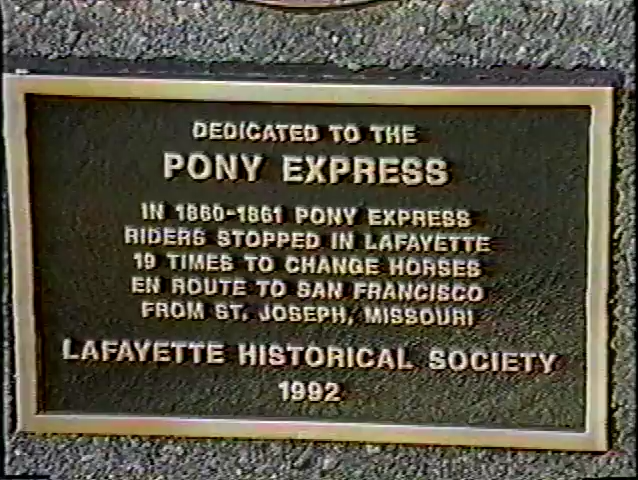 DEDICATED TO THE
PONY EXPRESS
IN 1860-1861 PONY EXPRESS
RIDERS STOPPED IN LAFAYETTE
19 TIMES TO CHANGE HORSES
EN ROUTE TO SAN FRANCISCO
FROM ST. JOSEPH, MISSOURI
LAFAYETTE HISTORICAL SOCIETY
1992